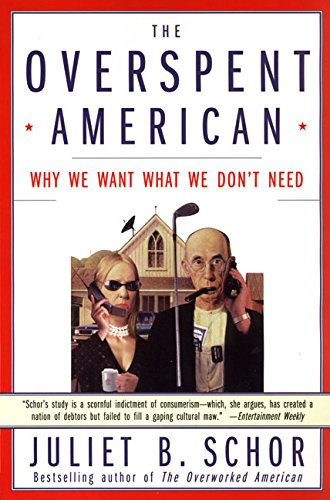 THE
OVERSPENT
AMERICAN
WHY WE WANT WHAT WE DON'T NEED
"Schor's study is a scornful indictment of consumerism—which, she argues, has created
a nation of debtors but failed to fill a gaping cultural maw." —Entertainment Weekly
JULIET B. SCHOR
Bestselling author of The Overworked American